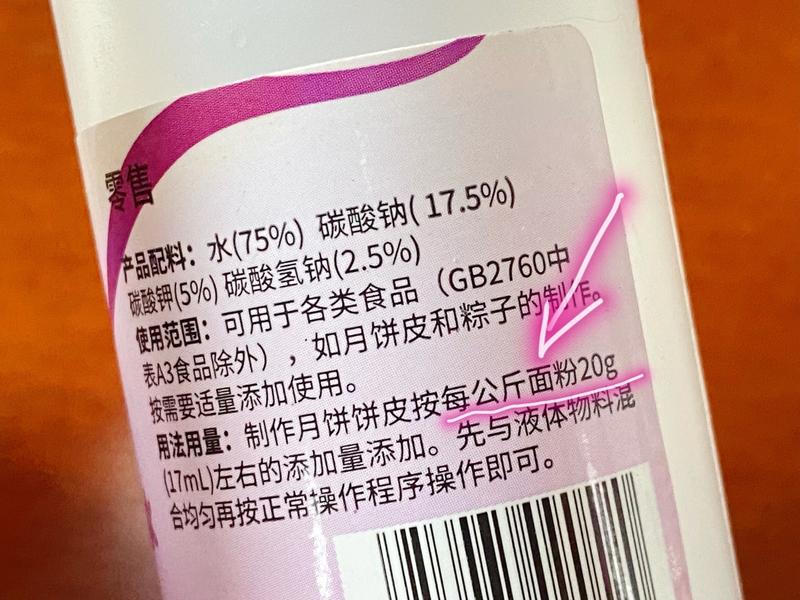 零售
产品配料：水(75%) 碳酸钠( 17.5%)
碳酸钾(5%) 碳酸氢钠(2.5%)
使用范围：可用于各类食品（GB2760中
表A3食品除外），如月饼皮和粽子的制作。
按需要适量添加使用。
用法用量：制作月饼饼皮按每公斤面粉20g
(17mL)左右的添加量添加。先与液体物料混
合均匀再按正常操作程序操作即可。